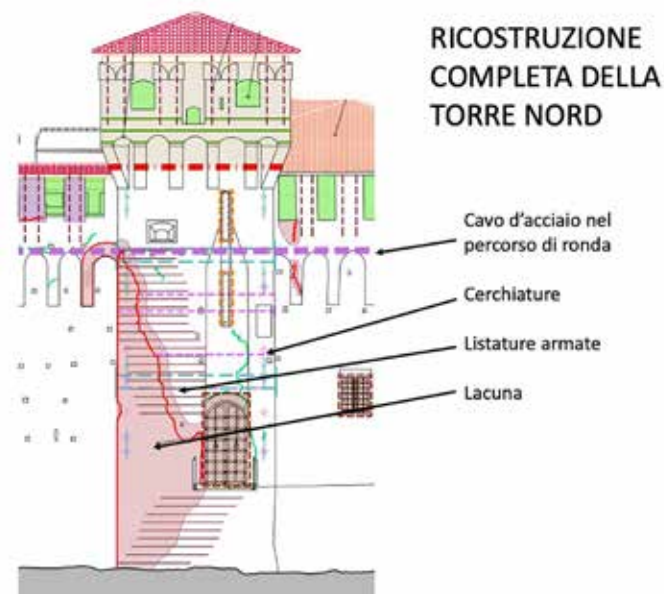 RICOSTRUZIONE
COMPLETA DELLA
TORRE NORD
Cavo d'acciaio nel
percorso di ronda
Cerchiature
Listature armate
Lacuna